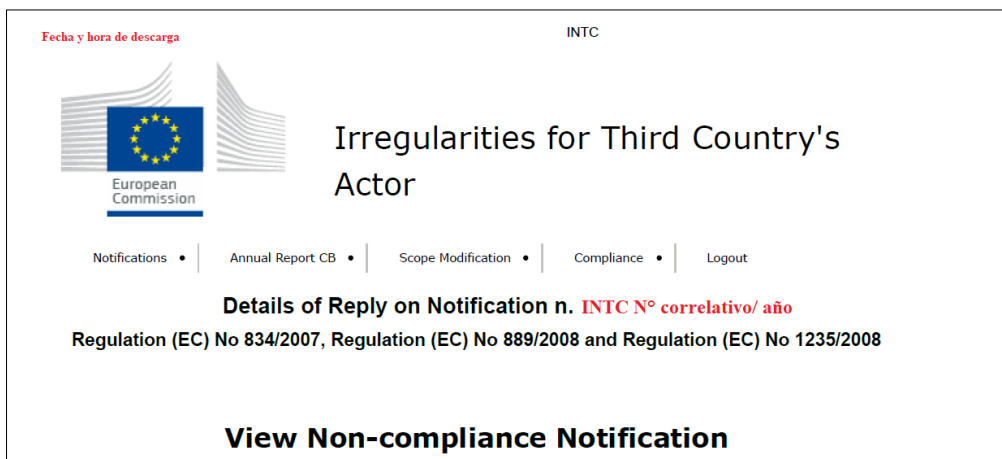 Fecha y hora de descarga
INTC
European
Commission
Irregularities for Third Country's
Actor
Notifications • Annual Report CB • Scope Modification • Compliance • Logout
Details of Reply on Notification n. INTC N° correlativo/ año
Regulation (EC) No 834/2007, Regulation (EC) No 889/2008 and Regulation (EC) No 1235/2008
View Non-compliance Notification